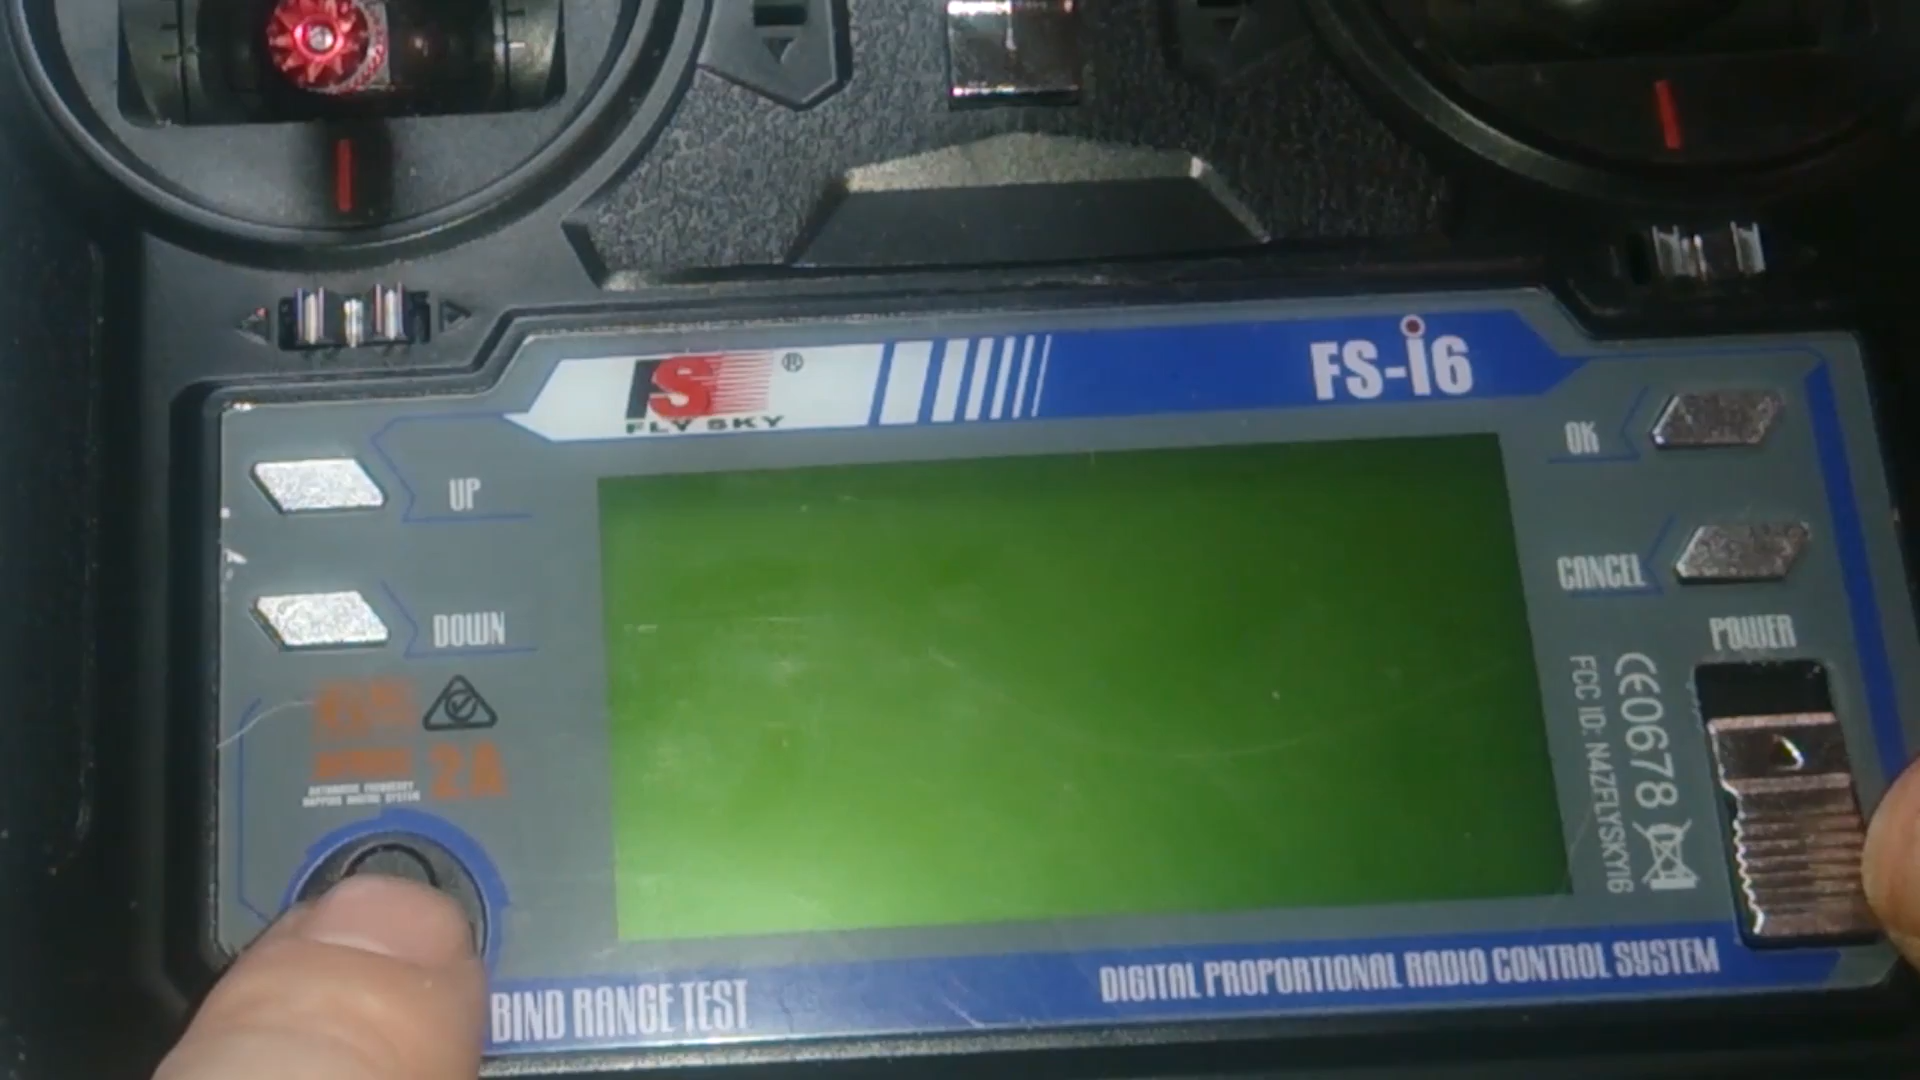 FS ®
FLY SKY
FS-i6
UP
OK
DOWN
CANCEL
POWER
2A
CE0678
FCC ID: N4ZFLYSKYI6
BIND RANGE TEST
DIGITAL PROPORTIONAL RADIO CONTROL SYSTEM